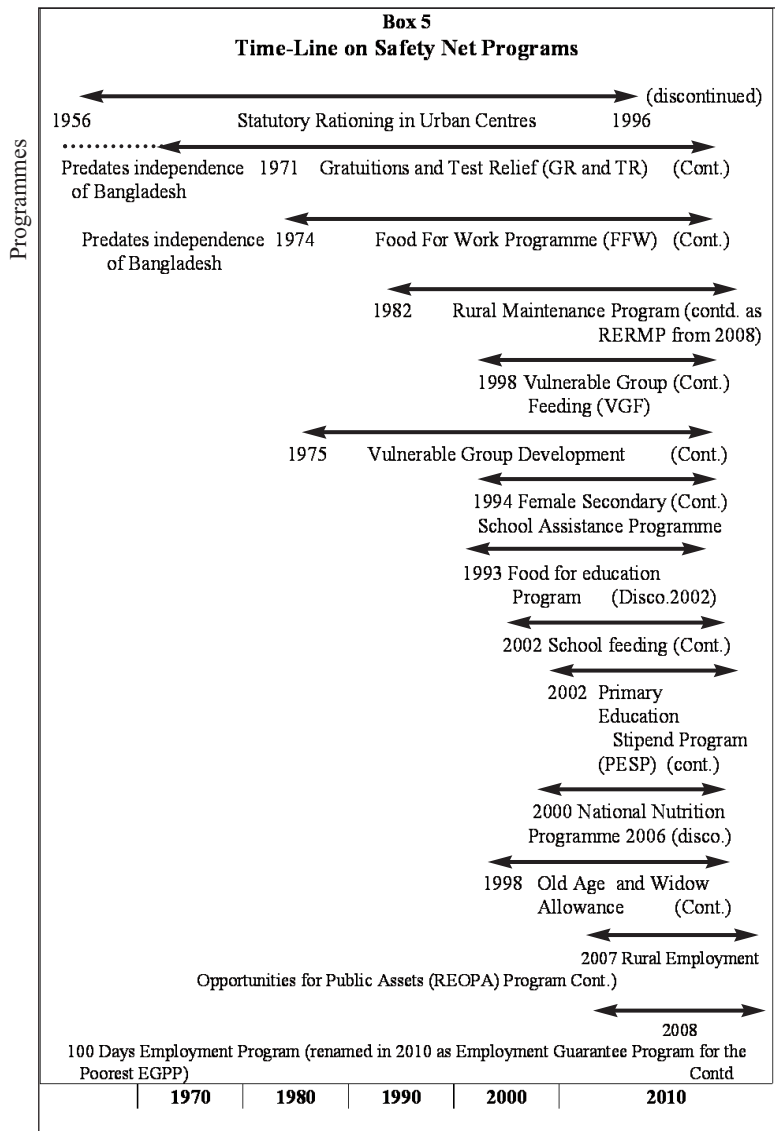 Box 5
Time-Line on Safety Net Programs
Programmes
(discontinued)
1956 Statutory Rationing in Urban Centres 1996
Predates independence 1971 Gratuitions and Test Relief (GR and TR) (Cont.)
of Bangladesh
Predates independence 1974 Food For Work Programme (FFW) (Cont.)
of Bangladesh
1982 Rural Maintenance Program (contd. as
RERMP from 2008)
1998 Vulnerable Group (Cont.)
Feeding (VGF)
1975 Vulnerable Group Development (Cont.)
1994 Female Secondary (Cont.)
School Assistance Programme
1993 Food for education
Program (Disco.2002)
2002 School feeding (Cont.)
2002 Primary
Education
Stipend Program
(PESP) (cont.)
2000 National Nutrition
Programme 2006 (disco.)
1998 Old Age and Widow
Allowance (Cont.)
2007 Rural Employment
Opportunities for Public Assets (REOPA) Program Cont.)
2008
100 Days Employment Program (renamed in 2010 as Employment Guarantee Program for the
Poorest EGPP) Contd
1970 1980 1990 2000 2010